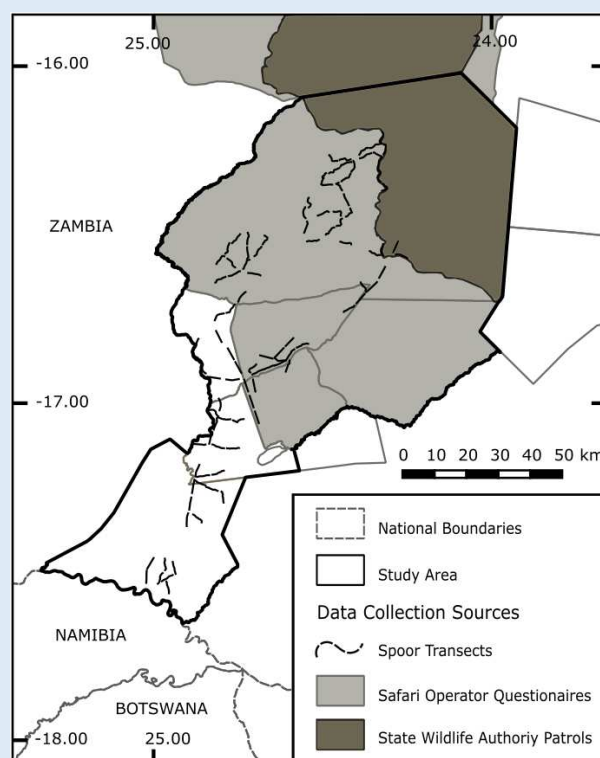 25.00
24.00
-16.00
ZAMBIA
-17.00
0 10 20 30 40 50 km
National Boundaries
Study Area
Data Collection Sources
Spoor Transects
Safari Operator Questionaires
State Wildlife Authoriy Patrols
NAMIBIA
BOTSWANA
-18.00
25.00